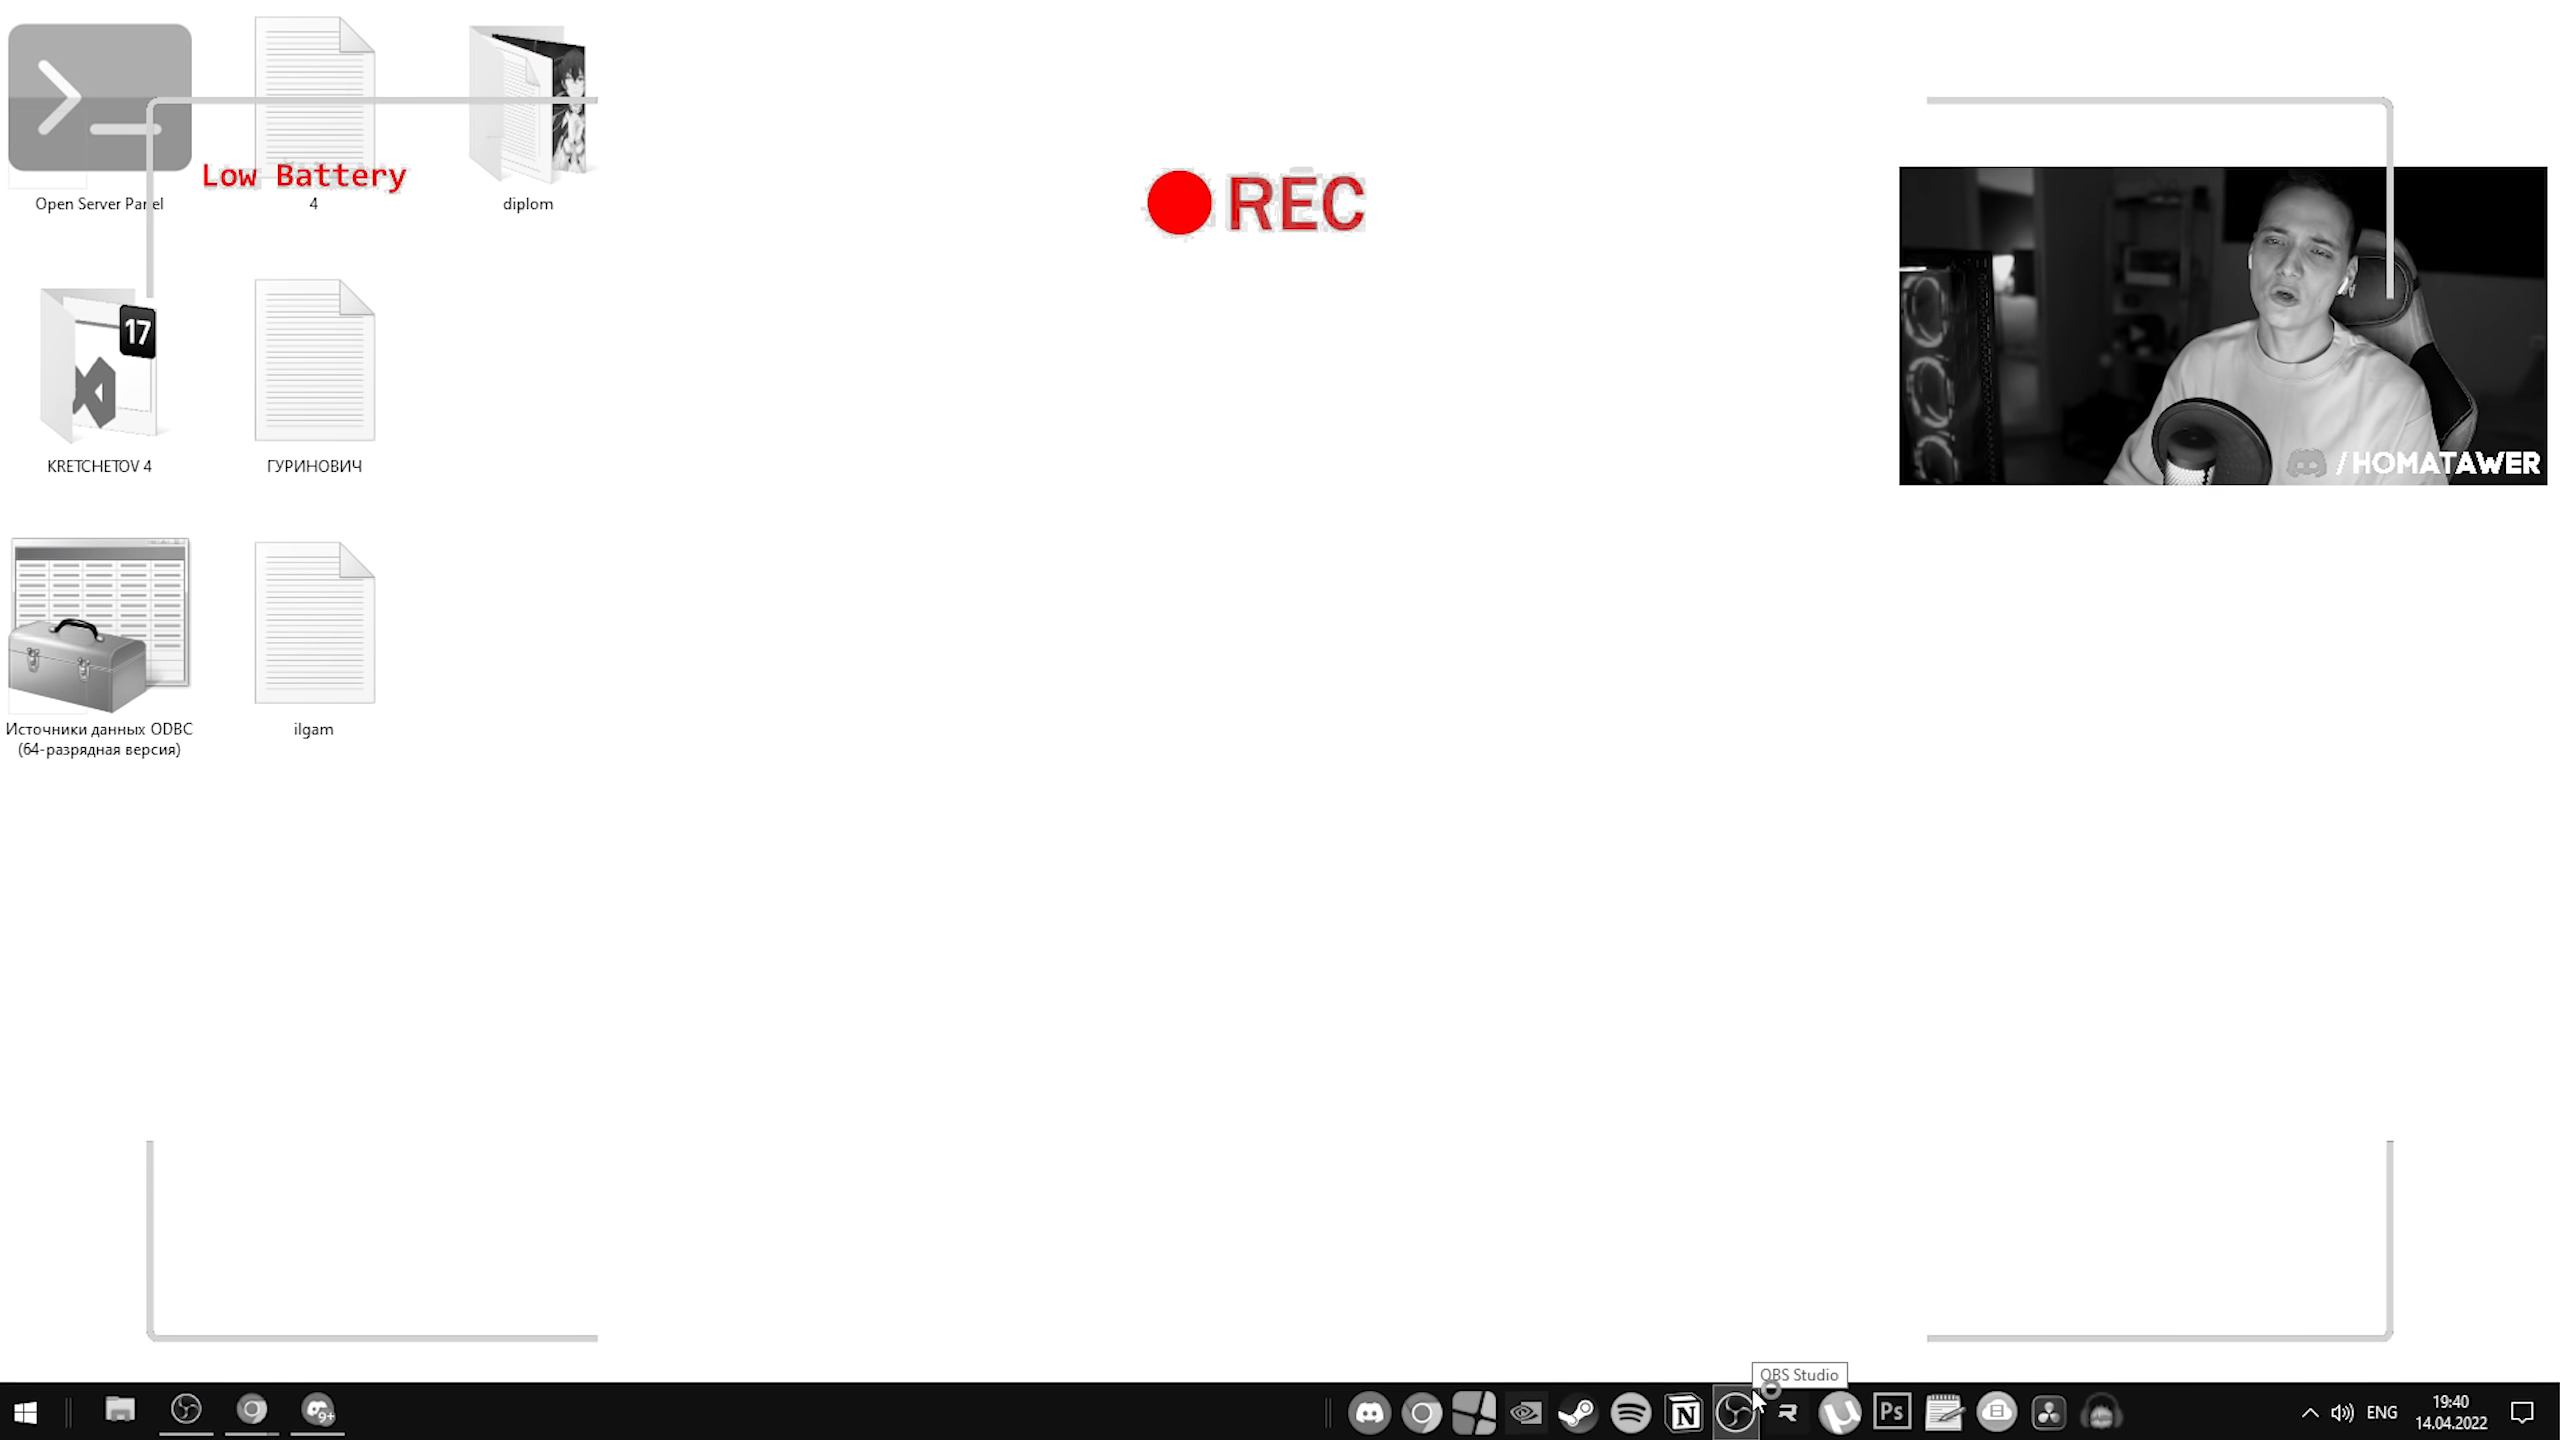 Low Battery
Open Server Panel
4
diplom
REC
17
KRETCHETOV 4
ГУРИНОВИЧ
/HOMATAWER
Источники данных ODBC
(64-разрядная версия)
ilgam
OBS Studio
9+
N
Ps
ENG
19:40
14.04.2022